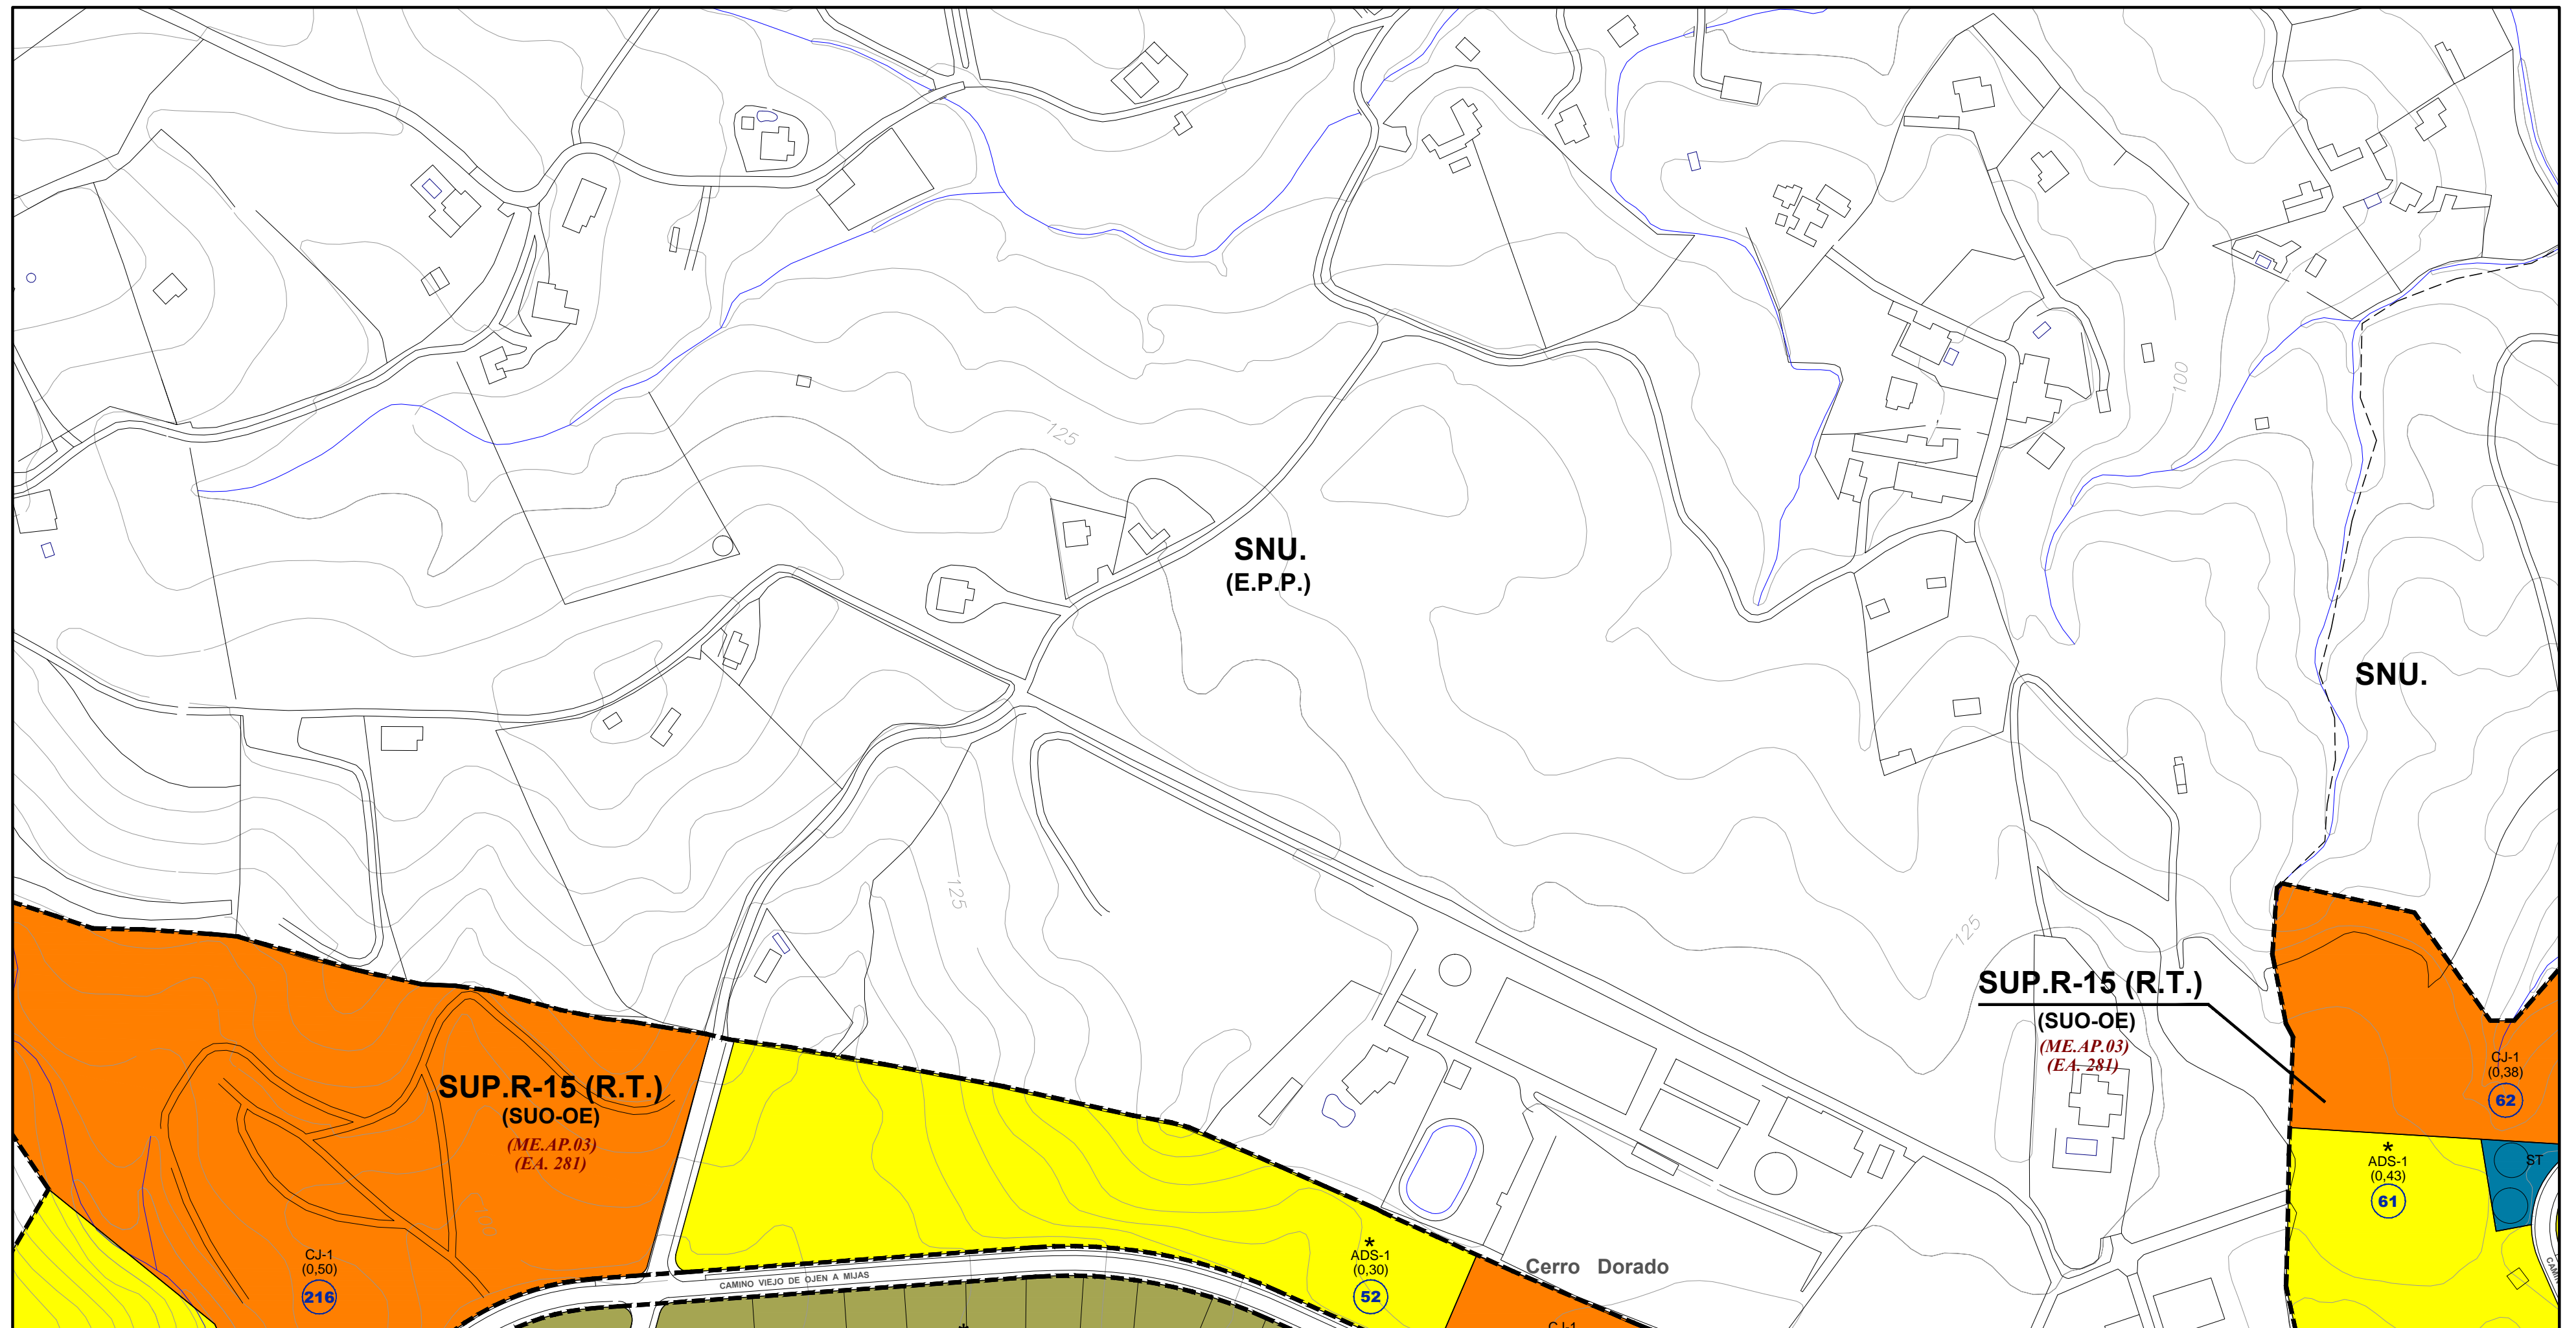 100
125
SNU.
(E.P.P.)
SNU.
125
125
SUP.R-15 (R.T.)
(SUO-OE)
(ME.AP.03)
(EA. 281)
CJ-1
(0,38)
62
SUP.R-15 (R.T.)
(SUO-OE)
(ME.AP.03)
(EA. 281)
*
ADS-1
(0,43)
61
ST
CJ-1
(0,50)
216
CAMINO VIEJO DE OJEN A MIJAS
*
ADS-1
(0,30)
52
Cerro Dorado
*